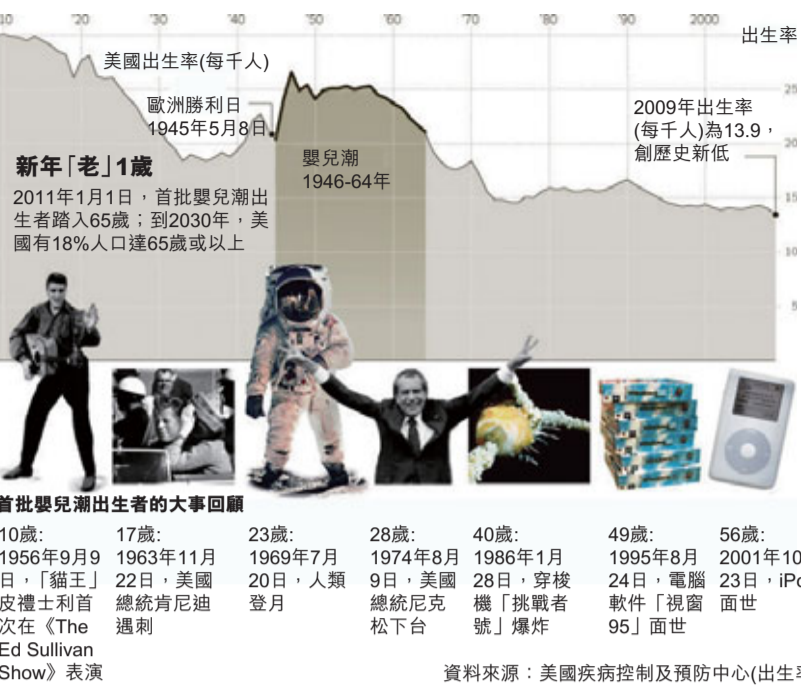 10
'20
'30
'40
'50
'60
'70
'80
'90
2000
出生率
美國出生率(每千人)
25
20
15
10
5
歐洲勝利日
1945年5月8日
嬰兒潮
1946-64年
2009年出生率
(每千人)為13.9，
創歷史新低
新年「老」1歲
2011年1月1日，首批嬰兒潮出
生者踏入65歲；到2030年，美
國有18%人口達65歲或以上
首批嬰兒潮出生者的大事回顧
10歲:
1956年9月9
日，「貓王」
皮禮士利首
次在《The
Ed Sullivan
Show》表演
17歲:
1963年11月
22日，美國
總統肯尼迪
遇刺
23歲:
1969年7月
20日，人類
登月
28歲:
1974年8月
9日，美國
總統尼克
松下台
40歲:
1986年1月
28日，穿梭
機「挑戰者
號」爆炸
49歲:
1995年8月
24日，電腦
軟件「視窗
95」面世
56歲:
2001年10
23日，iPo
面世
資料來源：美國疾病控制及預防中心(出生率